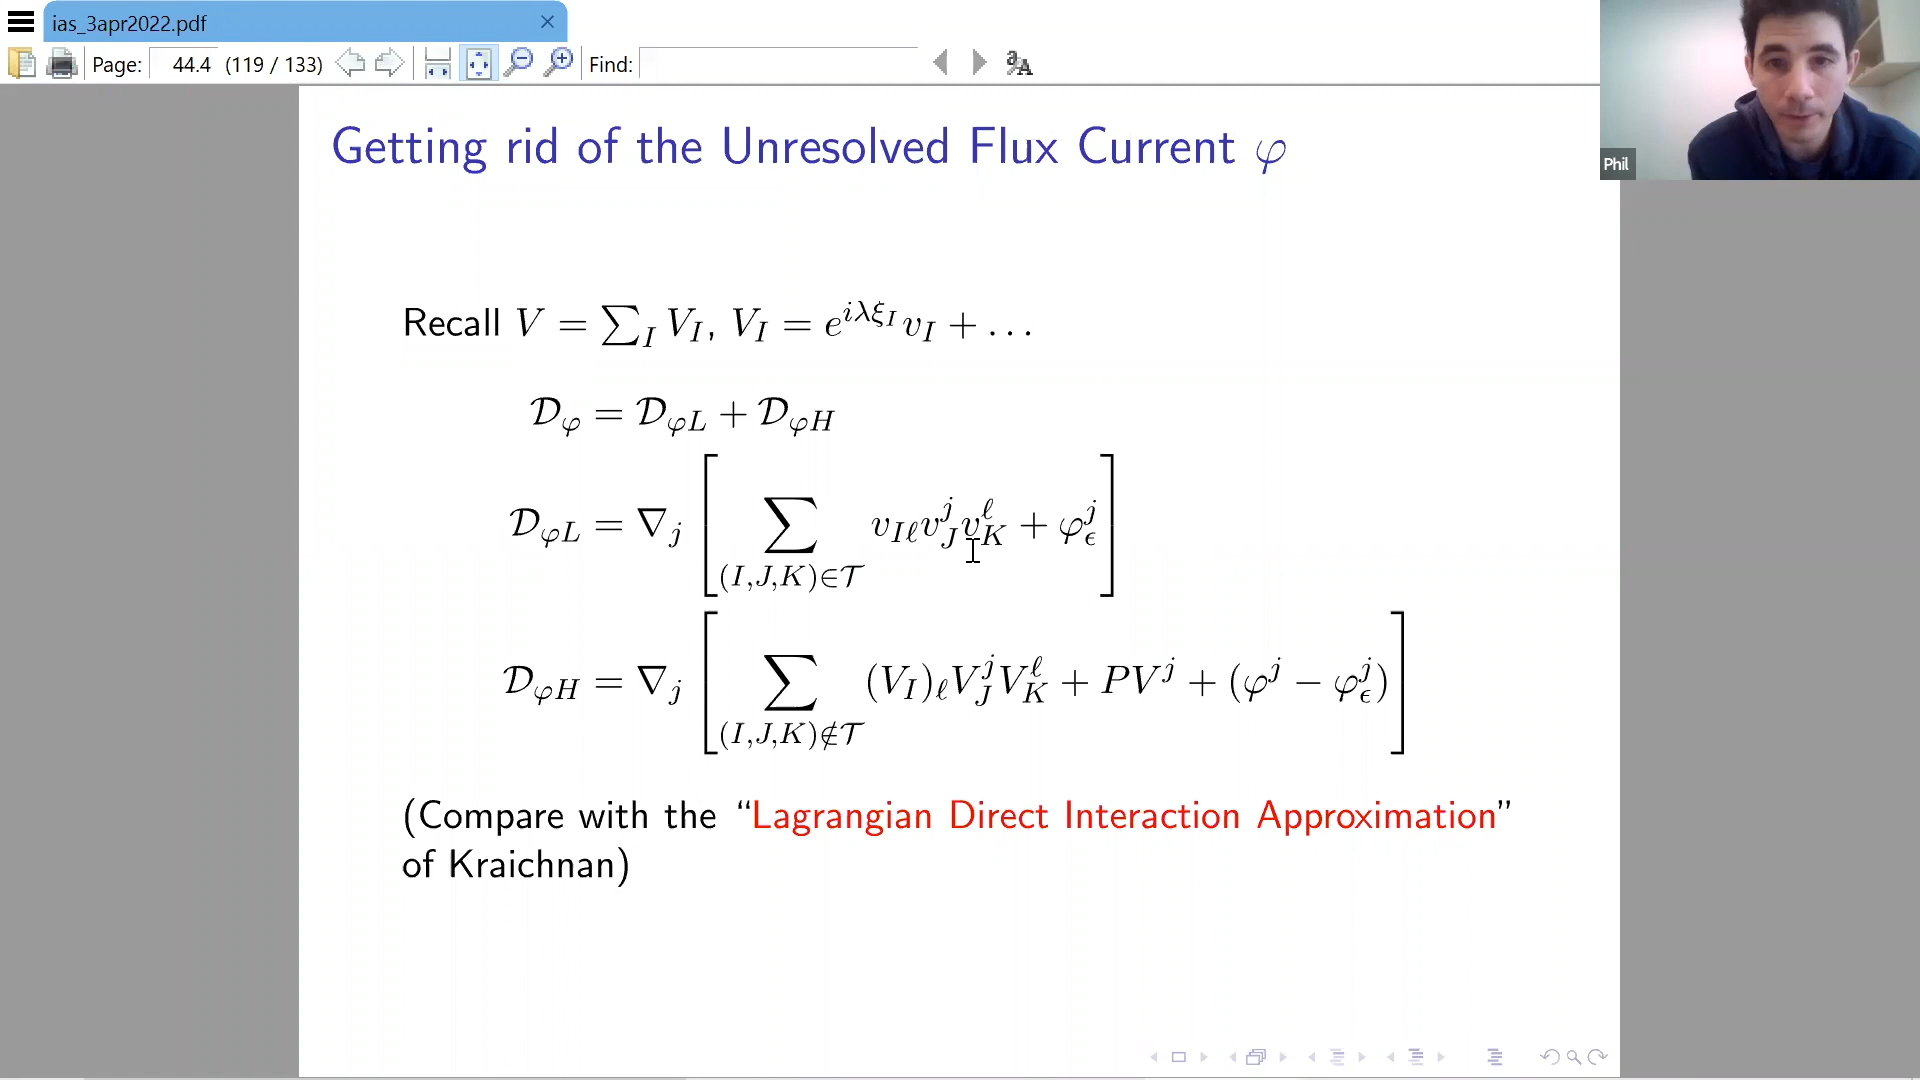 ias_3apr2022.pdf
Page: 44.4 (119 / 133) Find:
Phil
Getting rid of the Unresolved Flux Current φ
Recall V = ∑_I V_I, V_I = e^{iλξ_I} v_I + . . .
𝒟_φ = 𝒟_{φL} + 𝒟_{φH}
𝒟_{φL} = ∇_j [ ∑_{(I,J,K)∈𝒯} v_{Iℓ} v_J^j v_K^ℓ + φ_ϵ^j ]
𝒟_{φH} = ∇_j [ ∑_{(I,J,K)∉𝒯} (V_I)_ℓ V_J^j V_K^ℓ + PV^j + (φ^j − φ_ϵ^j) ]
(Compare with the “Lagrangian Direct Interaction Approximation”
of Kraichnan)